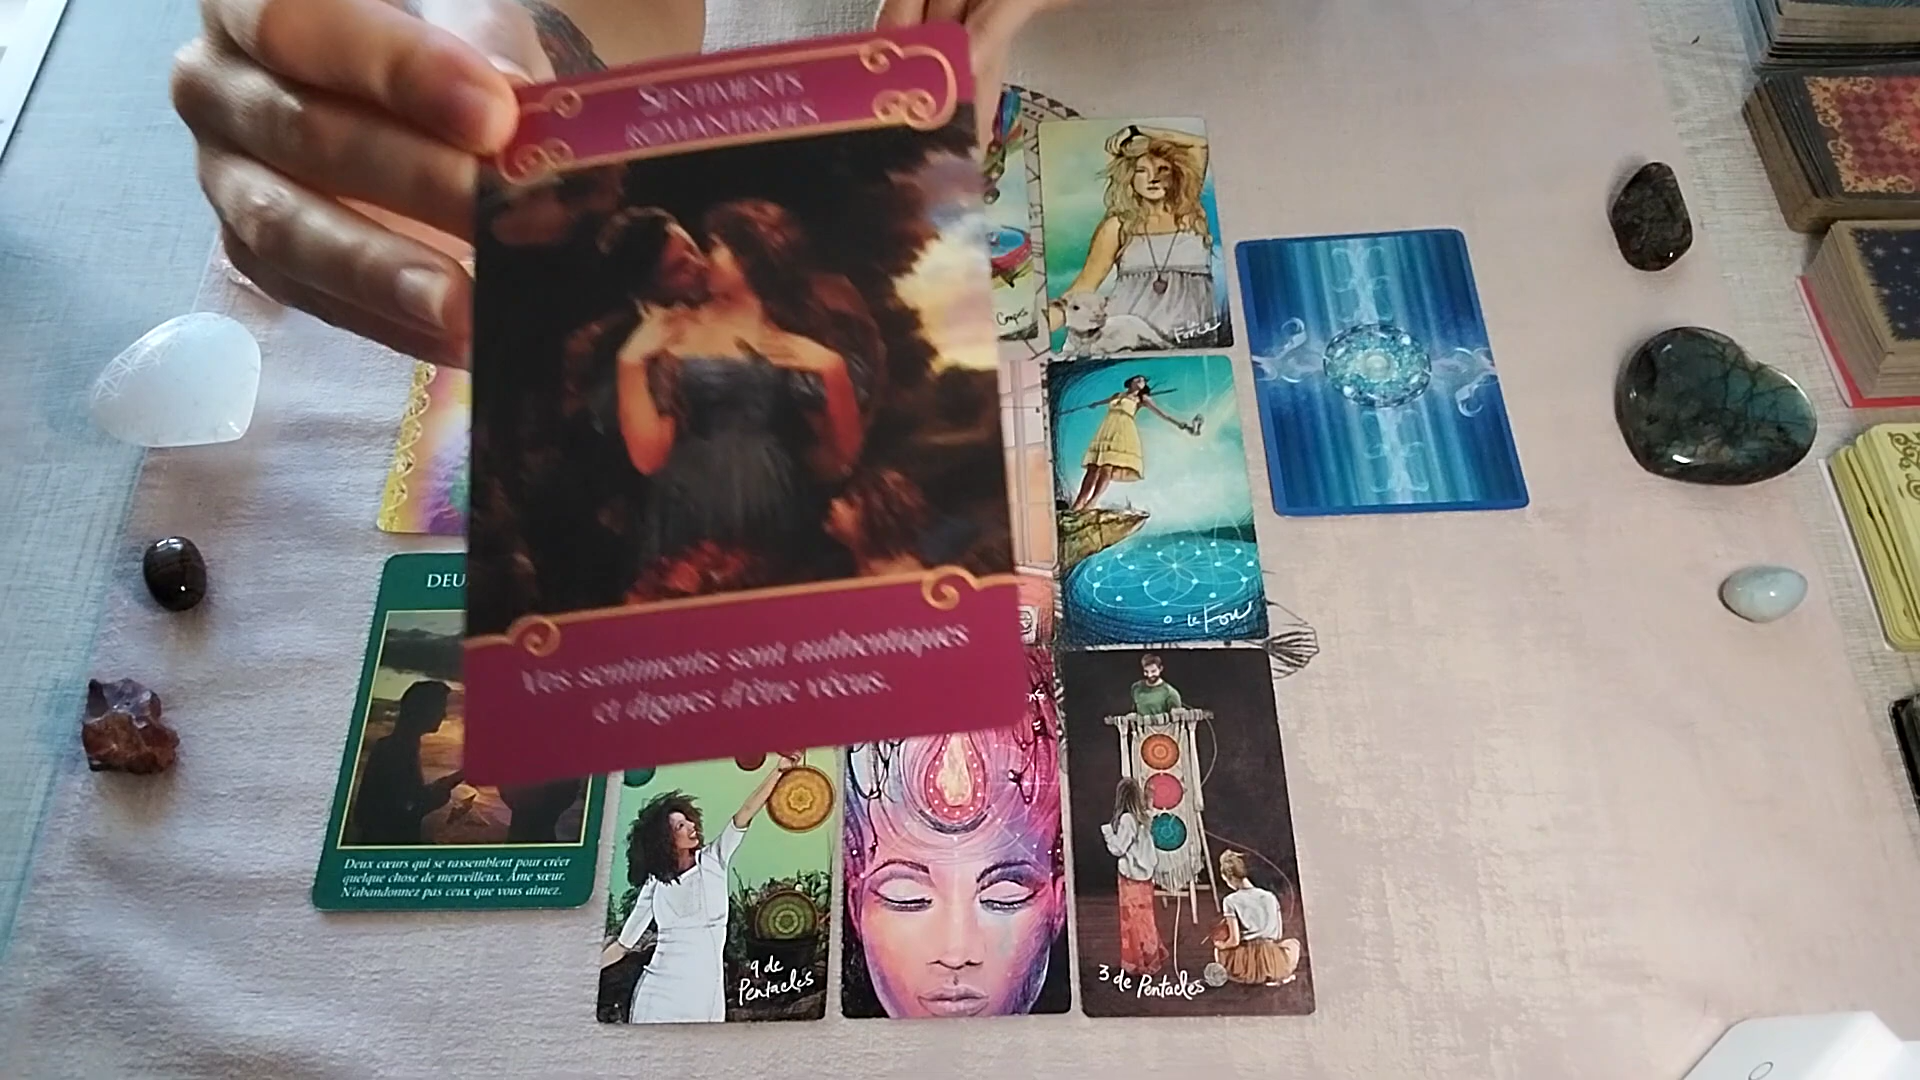 SENTIMENTS
ROMANTIQUES
Vos sentiments sont authentiques
et dignes d'être vécus.
Coupes
Force
0 Le Fou
DEU
Deux cœurs qui se rassemblent pour créer
quelque chose de merveilleux. Âme sœur.
N'abandonnez pas ceux que vous aimez.
9 de
Pentacles
3 de Pentacles